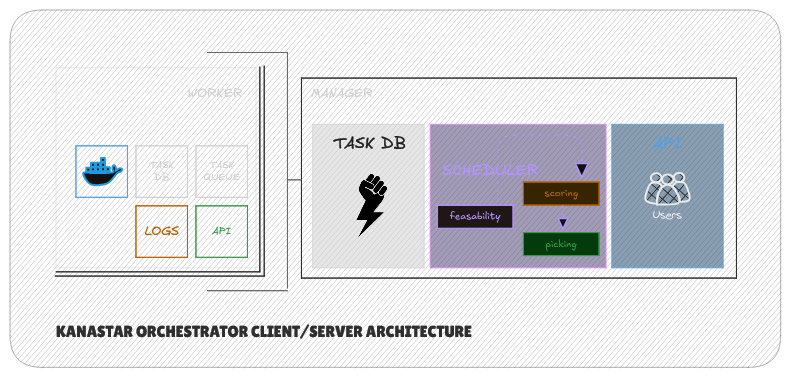 WORKER
TASK
DB
TASK
QUEUE
LOGS
API
MANAGER
TASK DB
SCHEDULER
scoring
feasability
picking
API
Users
KANASTAR ORCHESTRATOR CLIENT/SERVER ARCHITECTURE